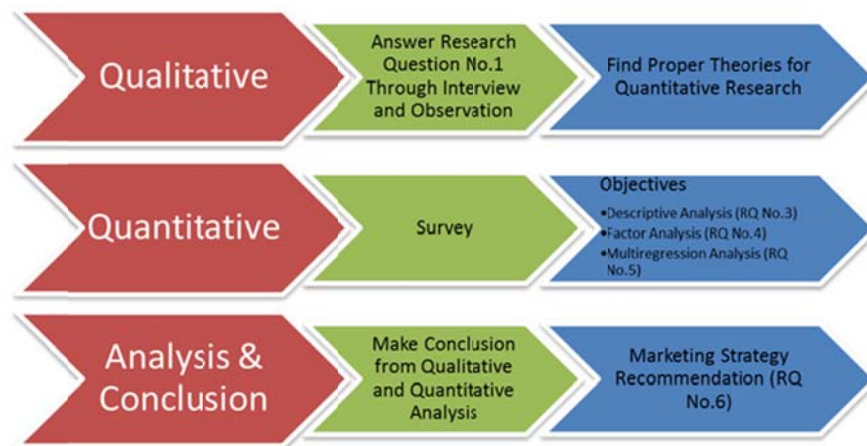 Qualitative
Answer Research
Question No.1
Through Interview
and Observation
Find Proper Theories for
Quantitative Research
Quantitative
Survey
Objectives
•Descriptive Analysis (RQ No.3)
•Factor Analysis (RQ No.4)
•Multiregression Analysis (RQ
No.5)
Analysis &
Conclusion
Make Conclusion
from Qualitative
and Quantitative
Analysis
Marketing Strategy
Recommendation (RQ
No.6)